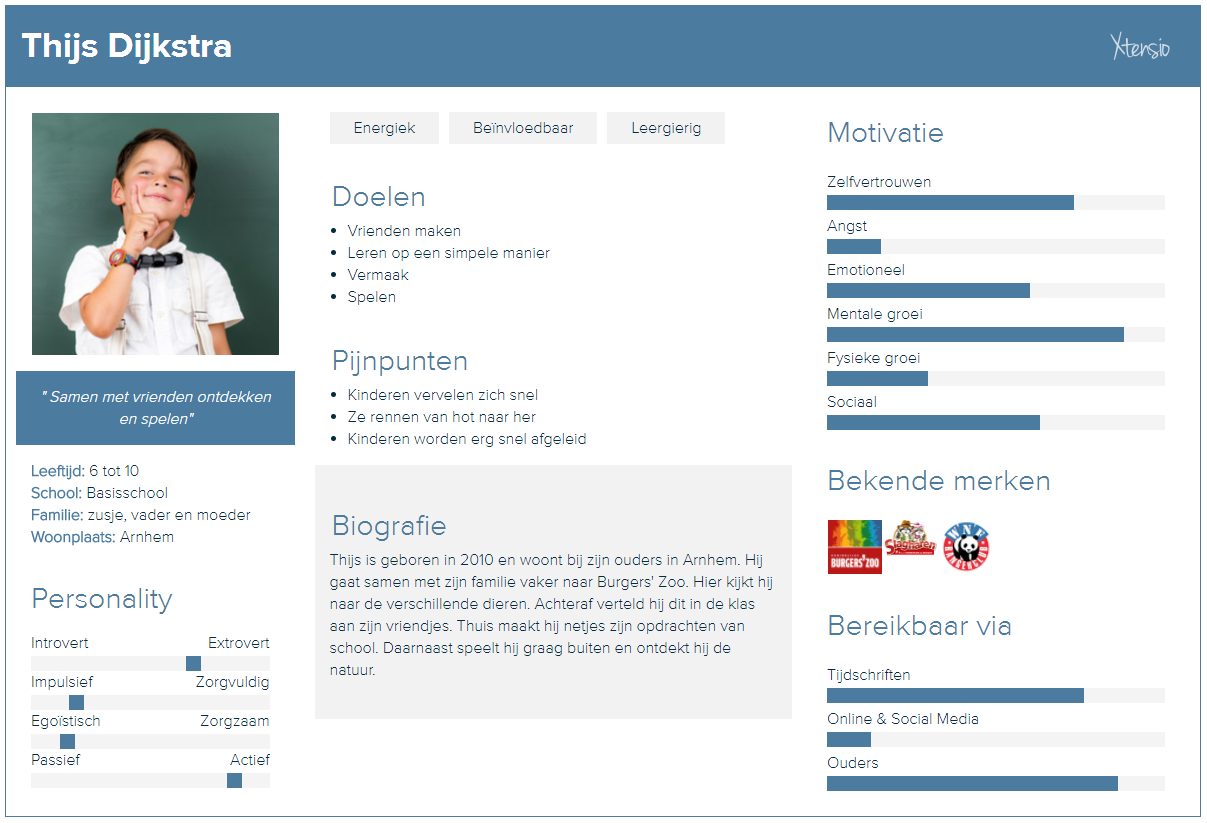 Thijs Dijkstra
Xtensio
" Samen met vrienden ontdekken
en spelen"
Leeftijd: 6 tot 10
School: Basisschool
Familie: zusje, vader en moeder
Woonplaats: Arnhem
Personality
Introvert Extrovert
Impulsief Zorgvuldig
Egoïstisch Zorgzaam
Passief Actief
Energiek Beïnvloedbaar Leergierig
Doelen
• Vrienden maken
• Leren op een simpele manier
• Vermaak
• Spelen
Pijnpunten
• Kinderen vervelen zich snel
• Ze rennen van hot naar her
• Kinderen worden erg snel afgeleid
Biografie
Thijs is geboren in 2010 en woont bij zijn ouders in Arnhem. Hij
gaat samen met zijn familie vaker naar Burgers' Zoo. Hier kijkt hij
naar de verschillende dieren. Achteraf verteld hij dit in de klas
aan zijn vriendjes. Thuis maakt hij netjes zijn opdrachten van
school. Daarnaast speelt hij graag buiten en ontdekt hij de
natuur.
Motivatie
Zelfvertrouwen
Angst
Emotioneel
Mentale groei
Fysieke groei
Sociaal
Bekende merken
BURGERS' ZOO
Slagharen
WNF
Bereikbaar via
Tijdschriften
Online & Social Media
Ouders